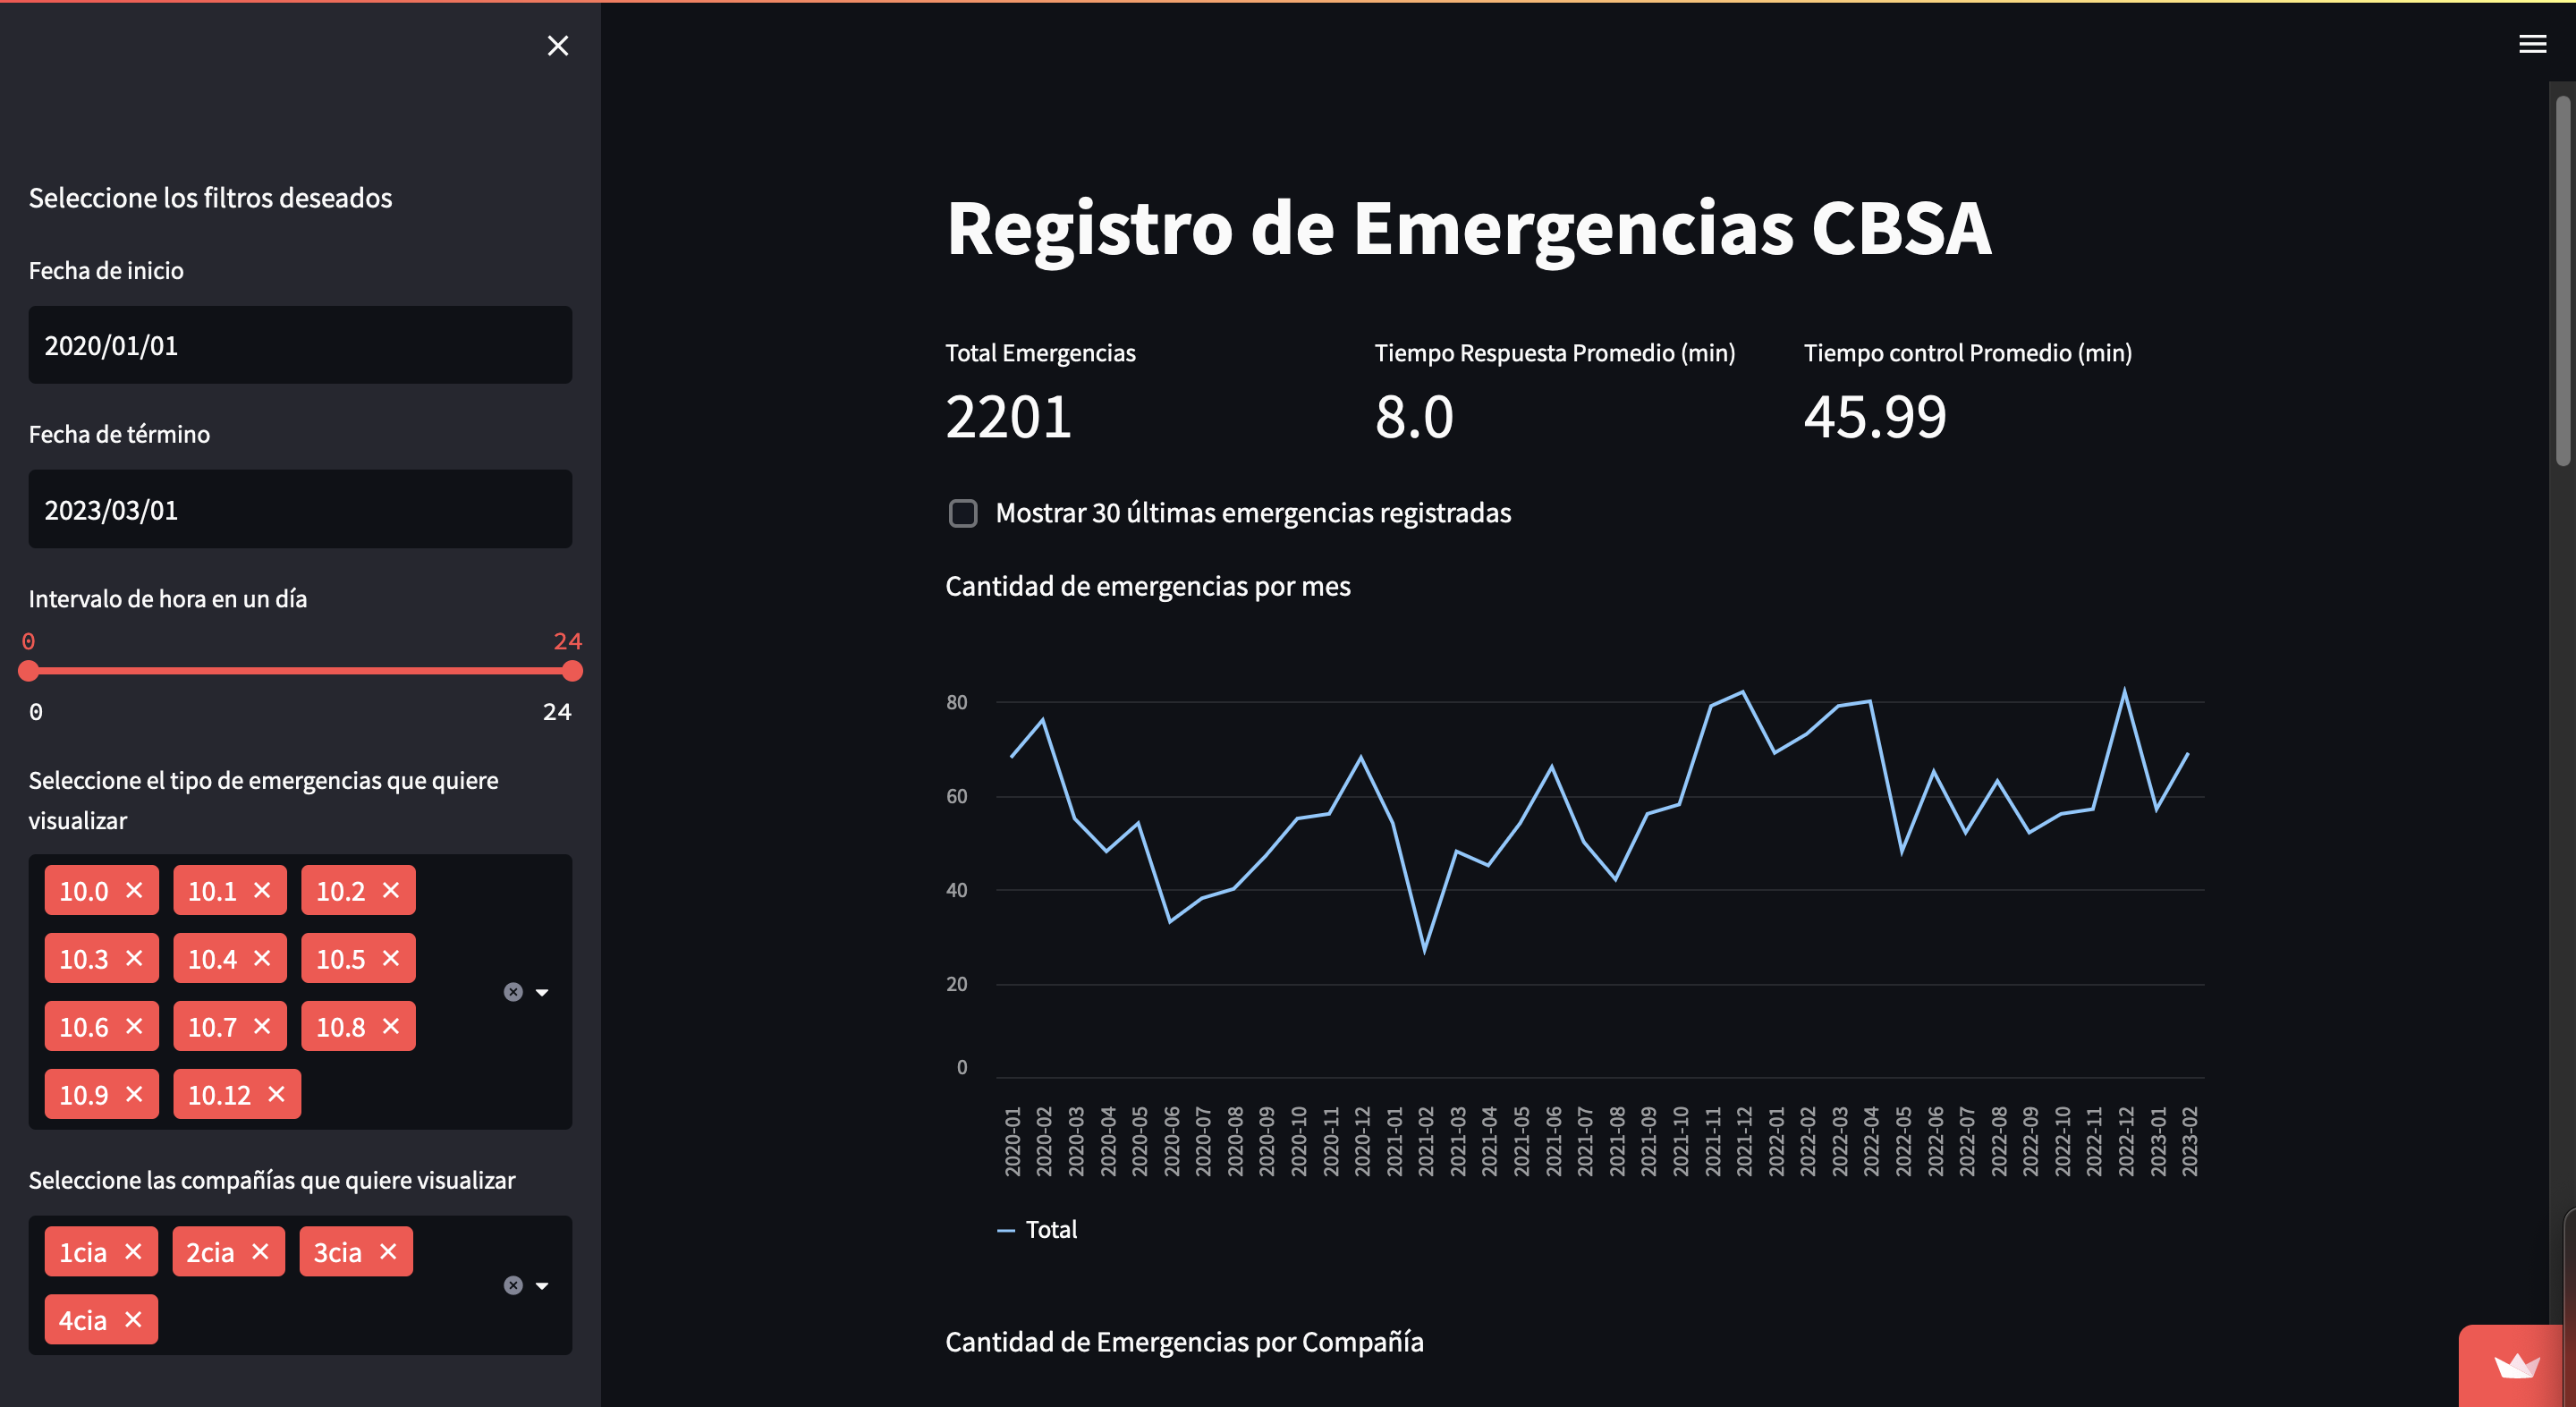 Seleccione los filtros deseados
Fecha de inicio
2020/01/01
Fecha de término
2023/03/01
Intervalo de hora en un día
0 24
0 24
Seleccione el tipo de emergencias que quiere
visualizar
10.0 10.1 10.2
10.3 10.4 10.5
10.6 10.7 10.8
10.9 10.12
Seleccione las compañías que quiere visualizar
1cia 2cia 3cia
4cia
Registro de Emergencias CBSA
Total Emergencias
2201
Tiempo Respuesta Promedio (min)
8.0
Tiempo control Promedio (min)
45.99
Mostrar 30 últimas emergencias registradas
Cantidad de emergencias por mes
80
60
40
20
0
2020-01
2020-02
2020-03
2020-04
2020-05
2020-06
2020-07
2020-08
2020-09
2020-10
2020-11
2020-12
2021-01
2021-02
2021-03
2021-04
2021-05
2021-06
2021-07
2021-08
2021-09
2021-10
2021-11
2021-12
2022-01
2022-02
2022-03
2022-04
2022-05
2022-06
2022-07
2022-08
2022-09
2022-10
2022-11
2022-12
2023-01
2023-02
Total
Cantidad de Emergencias por Compañía